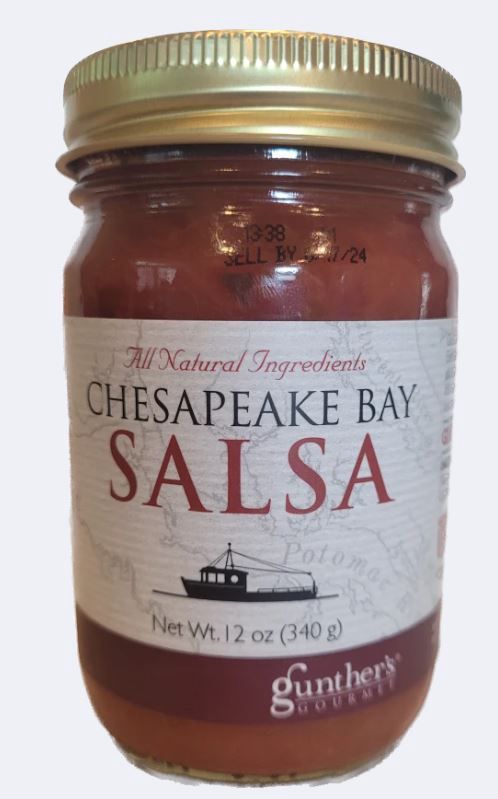 13:38
SELL BY
All Natural Ingredients
CHESAPEAKE BAY
SALSA
Potomac
Net Wt. 12 oz (340 g)
gunther's
GOURMET